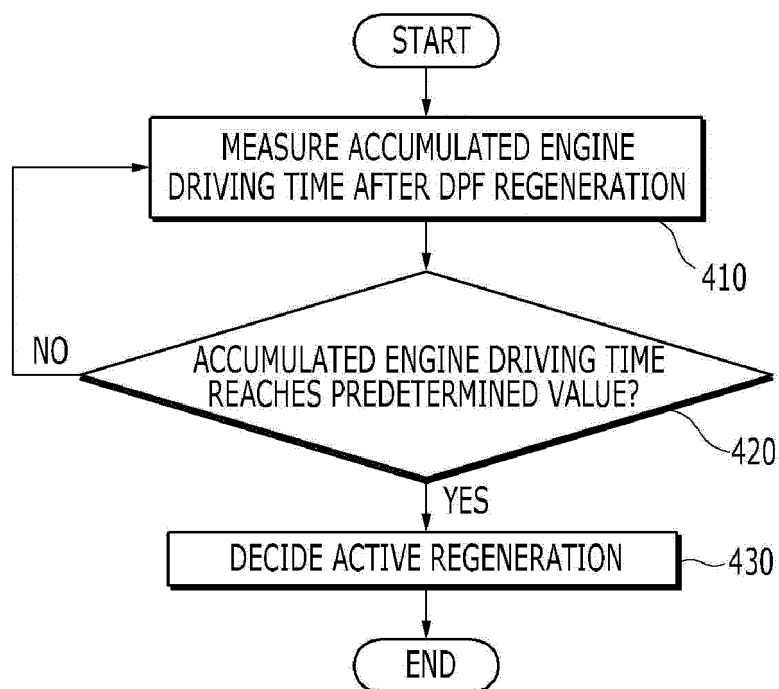 START
MEASURE ACCUMULATED ENGINE
DRIVING TIME AFTER DPF REGENERATION
410
NO
ACCUMULATED ENGINE DRIVING TIME
REACHES PREDETERMINED VALUE?
420
YES
DECIDE ACTIVE REGENERATION
430
END